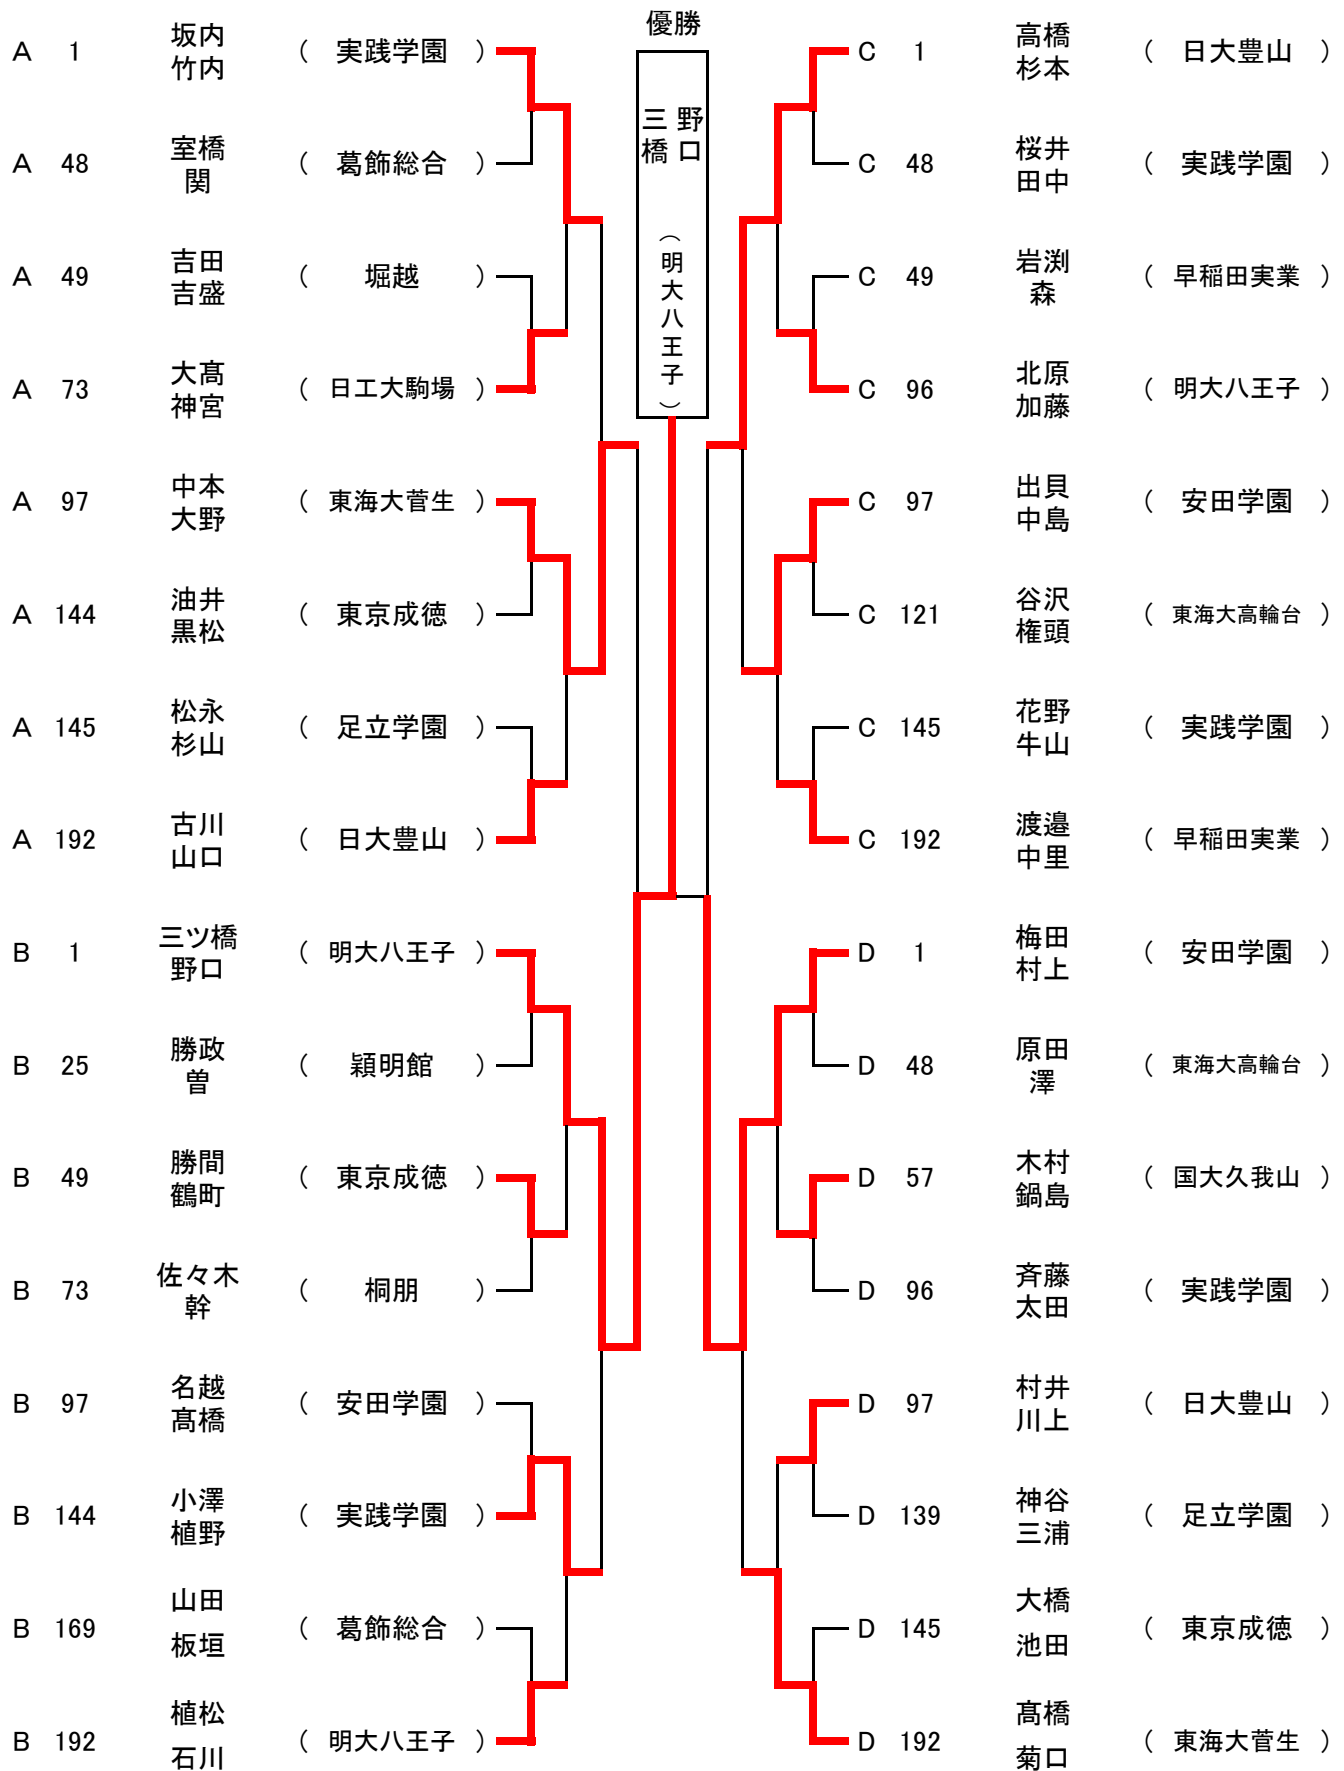 優勝
三橋 野口
（明大八王子）
A 1 坂内 竹内 （ 実践学園 ）
A 48 室橋 関 （ 葛飾総合 ）
A 49 吉田 吉盛 （ 堀越 ）
A 73 大髙 神宮 （ 日工大駒場 ）
A 97 中本 大野 （ 東海大菅生 ）
A 144 油井 黒松 （ 東京成徳 ）
A 145 松永 杉山 （ 足立学園 ）
A 192 古川 山口 （ 日大豊山 ）
B 1 三ツ橋 野口 （ 明大八王子 ）
B 25 勝政 曽 （ 穎明館 ）
B 49 勝間 鶴町 （ 東京成徳 ）
B 73 佐々木 幹 （ 桐朋 ）
B 97 名越 髙橋 （ 安田学園 ）
B 144 小澤 植野 （ 実践学園 ）
B 169 山田 板垣 （ 葛飾総合 ）
B 192 植松 石川 （ 明大八王子 ）
C 1 高橋 杉本 （ 日大豊山 ）
C 48 桜井 田中 （ 実践学園 ）
C 49 岩渕 森 （ 早稲田実業 ）
C 96 北原 加藤 （ 明大八王子 ）
C 97 出貝 中島 （ 安田学園 ）
C 121 谷沢 権頭 （ 東海大高輪台 ）
C 145 花野 牛山 （ 実践学園 ）
C 192 渡邉 中里 （ 早稲田実業 ）
D 1 梅田 村上 （ 安田学園 ）
D 48 原田 澤 （ 東海大高輪台 ）
D 57 木村 鍋島 （ 国大久我山 ）
D 96 斉藤 太田 （ 実践学園 ）
D 97 村井 川上 （ 日大豊山 ）
D 139 神谷 三浦 （ 足立学園 ）
D 145 大橋 池田 （ 東京成徳 ）
D 192 髙橋 菊口 （ 東海大菅生 ）